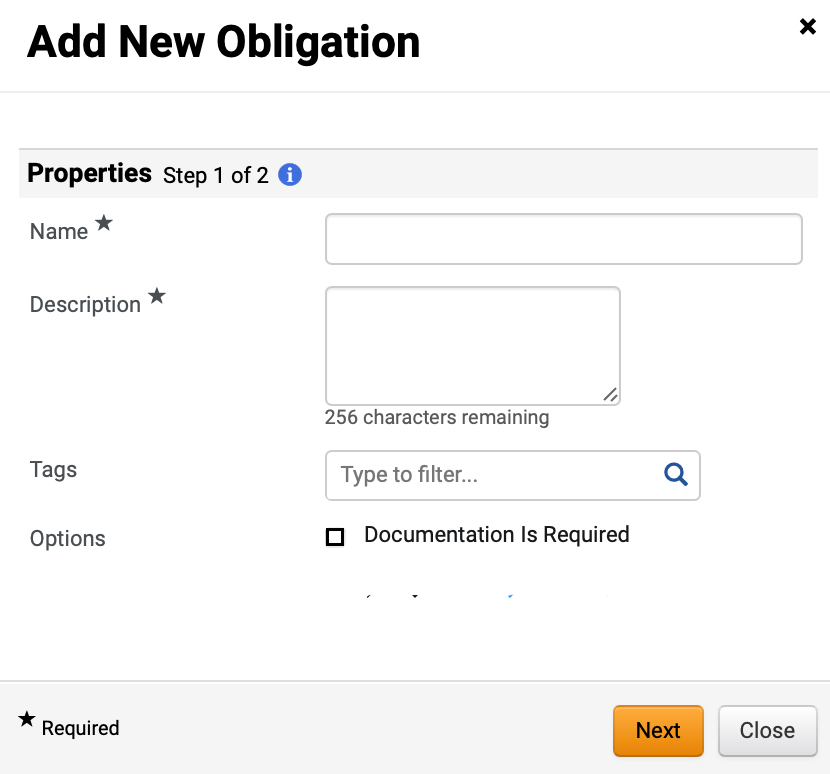 Add New Obligation
Properties Step 1 of 2
Name ★
Description ★
256 characters remaining
Tags
Type to filter...
Options
Documentation Is Required
★ Required
Next
Close